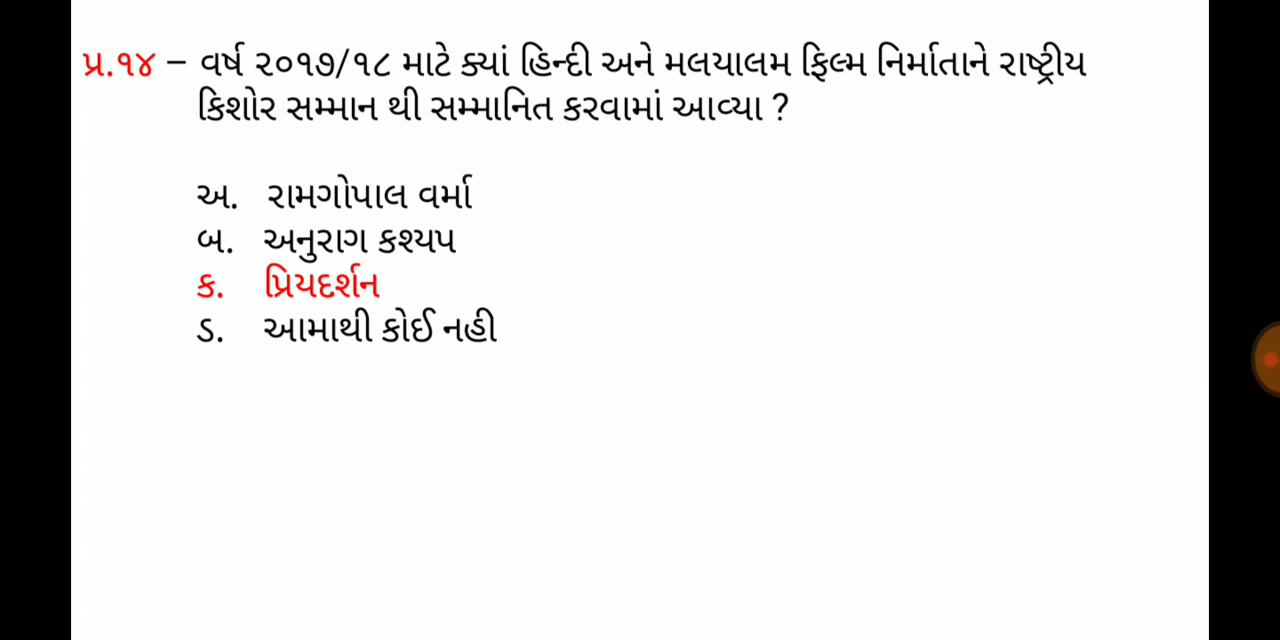 પ્ર.૧૪ – વર્ષ ૨૦૧૭/૧૮ માટે ક્યાં હિન્દી અને મલયાલમ ફિલ્મ નિર્માતાને રાષ્ટ્રીય
કિશોર સમ્માન થી સમ્માનિત કરવામાં આવ્યા ?
અ. રામગોપાલ વર્મા
બ. અનુરાગ કશ્યપ
ક. પ્રિયદર્શન
ડ. આમાથી કોઈ નહી